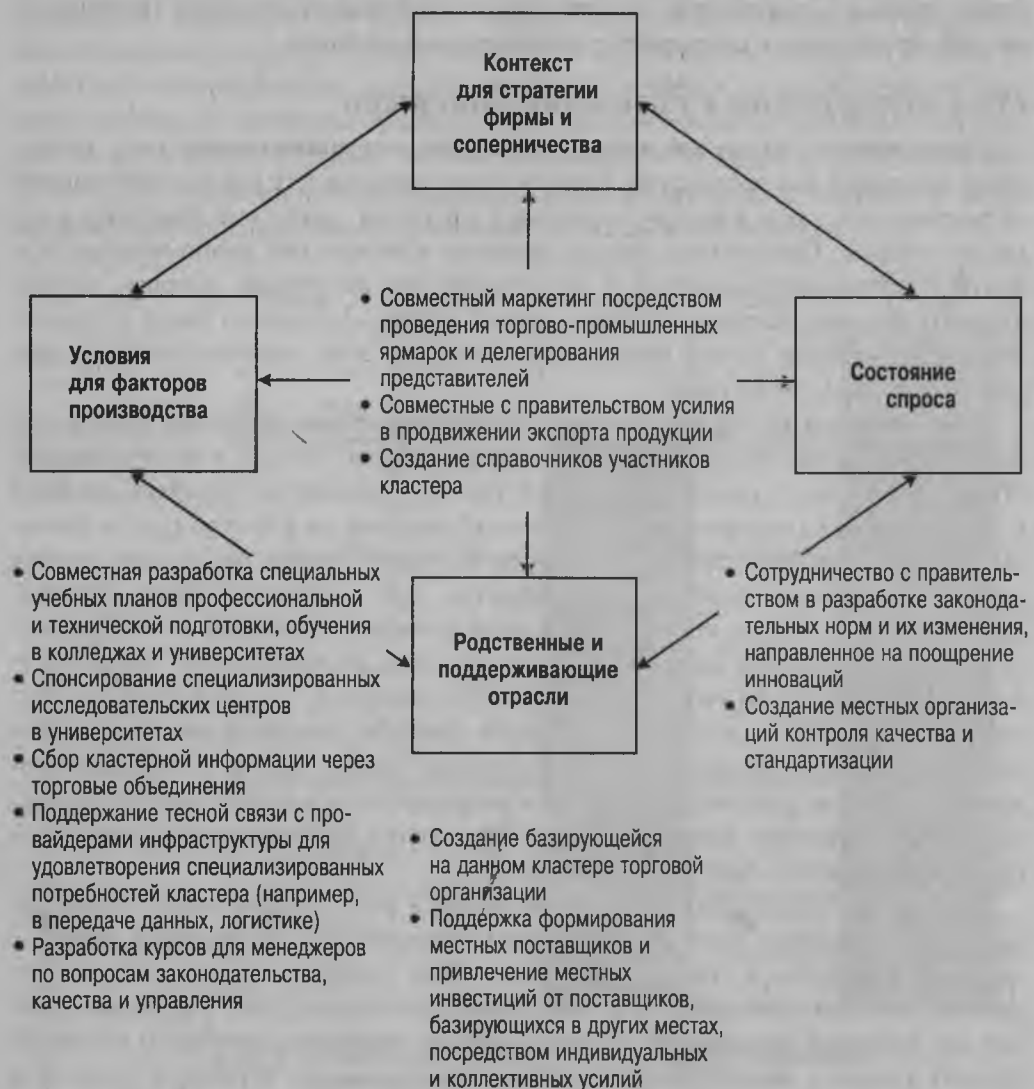 Контекст
для стратегии
фирмы и
соперничества
Условия
для факторов
производства
• Совместный маркетинг посредством
проведения торгово-промышленных
ярмарок и делегирования
представителей
• Совместные с правительством усилия
в продвижении экспорта продукции
• Создание справочников участников
кластера
Состояние
спроса
• Совместная разработка специальных
учебных планов профессиональной
и технической подготовки, обучения
в колледжах и университетах
• Спонсирование специализированных
исследовательских центров
в университетах
• Сбор кластерной информации через
торговые объединения
• Поддержание тесной связи с про-
вайдерами инфраструктуры для
удовлетворения специализированных
потребностей кластера (например,
в передаче данных, логистике)
• Разработка курсов для менеджеров
по вопросам законодательства,
качества и управления
Родственные и
поддерживающие
отрасли
• Сотрудничество с правитель-
ством в разработке законода-
тельных норм и их изменения,
направленное на поощрение
инноваций
• Создание местных организа-
ций контроля качества и
стандартизации
• Создание базирующейся
на данном кластере торговой
организации
• Поддержка формирования
местных поставщиков и
привлечение местных
инвестиций от поставщиков,
базирующихся в других местах,
посредством индивидуальных
и коллективных усилий